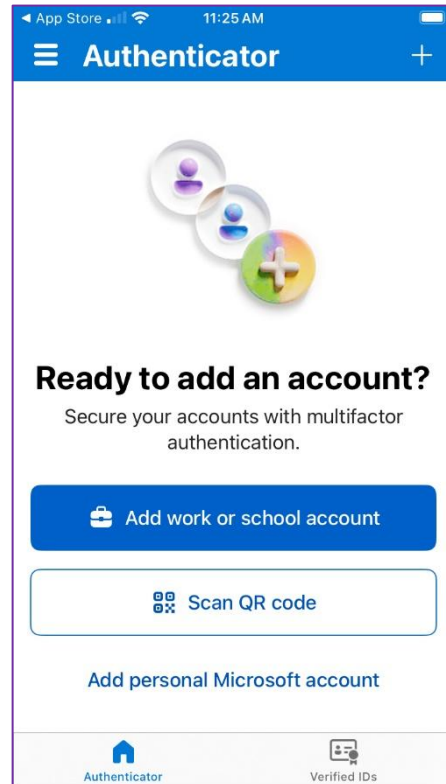 ◀ App Store 11:25 AM
Authenticator
Ready to add an account?
Secure your accounts with multifactor
authentication.
Add work or school account
Scan QR code
Add personal Microsoft account
Authenticator Verified IDs